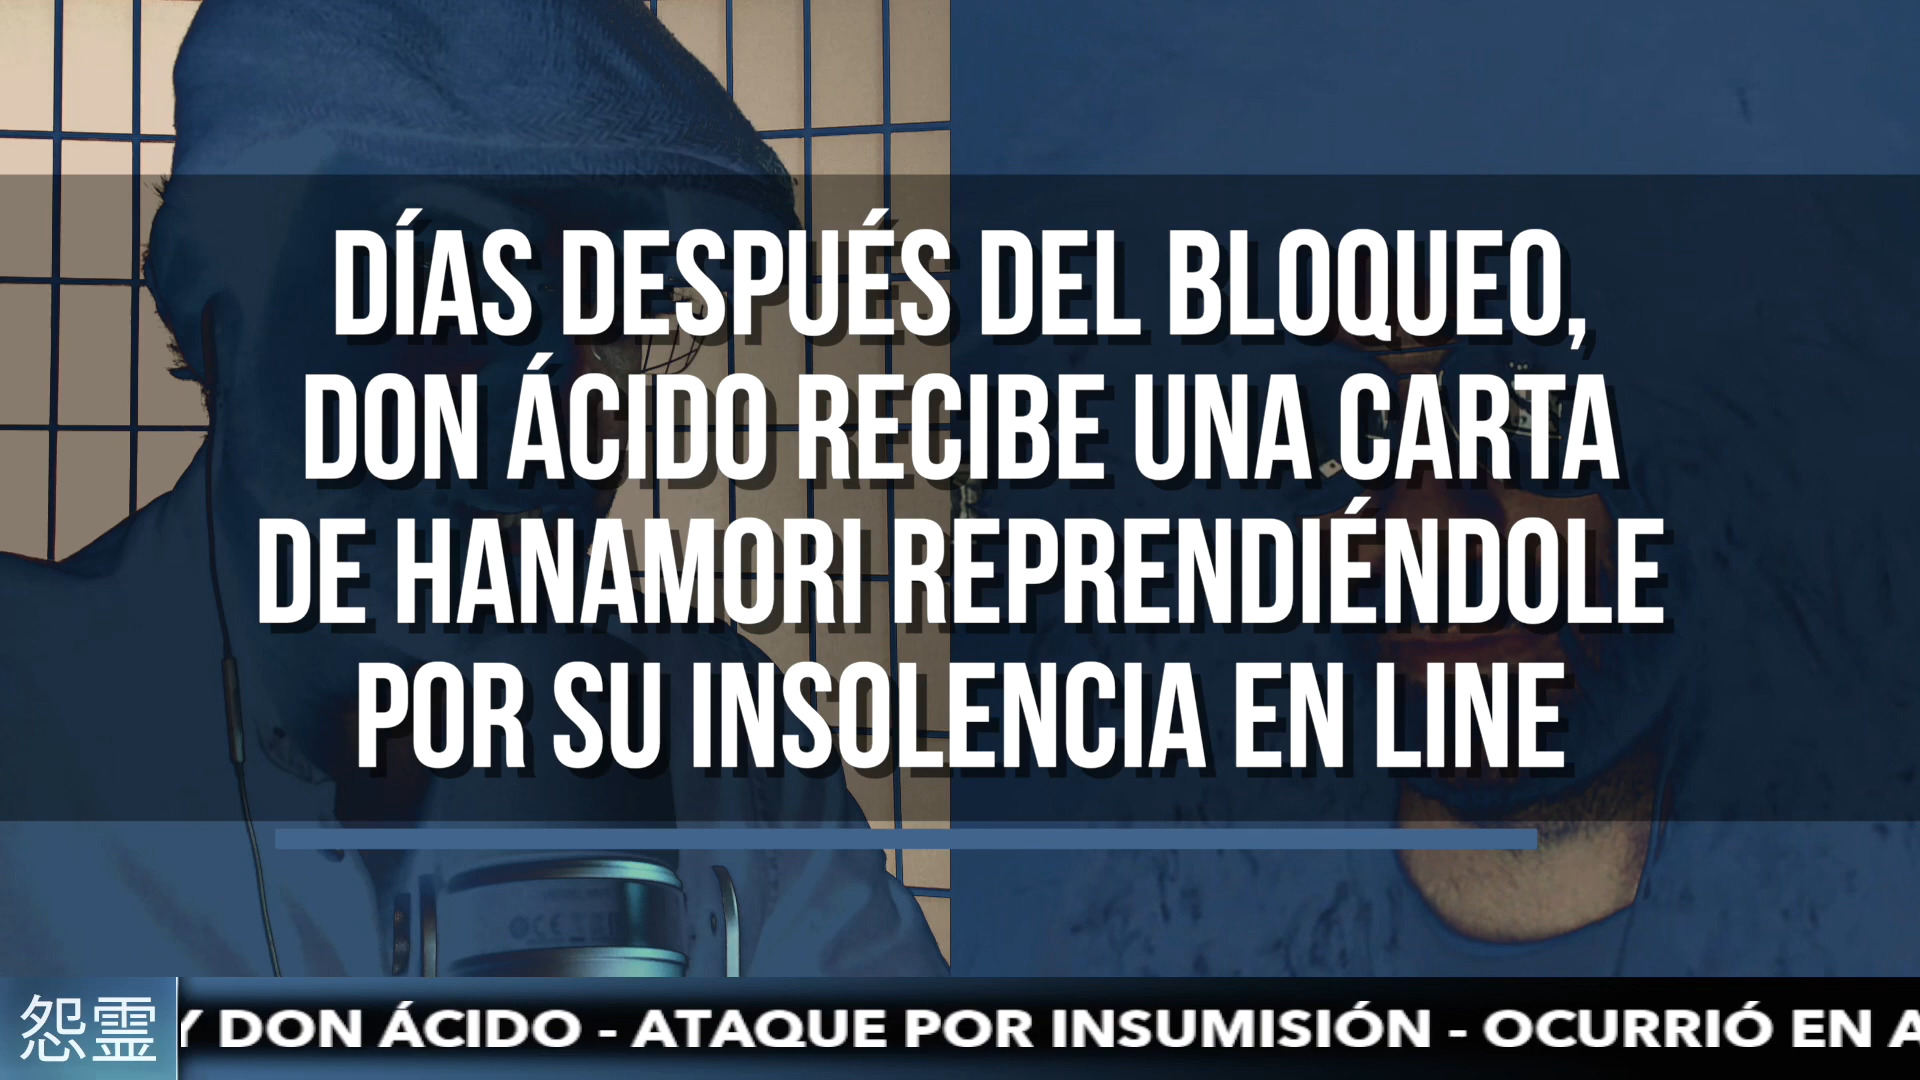 DÍAS DESPUÉS DEL BLOQUEO,
DON ÁCIDO RECIBE UNA CARTA
DE HANAMORI REPRENDIÉNDOLE
POR SU INSOLENCIA EN LINE
怨霊 Y DON ÁCIDO - ATAQUE POR INSUMISIÓN - OCURRIÓ EN A